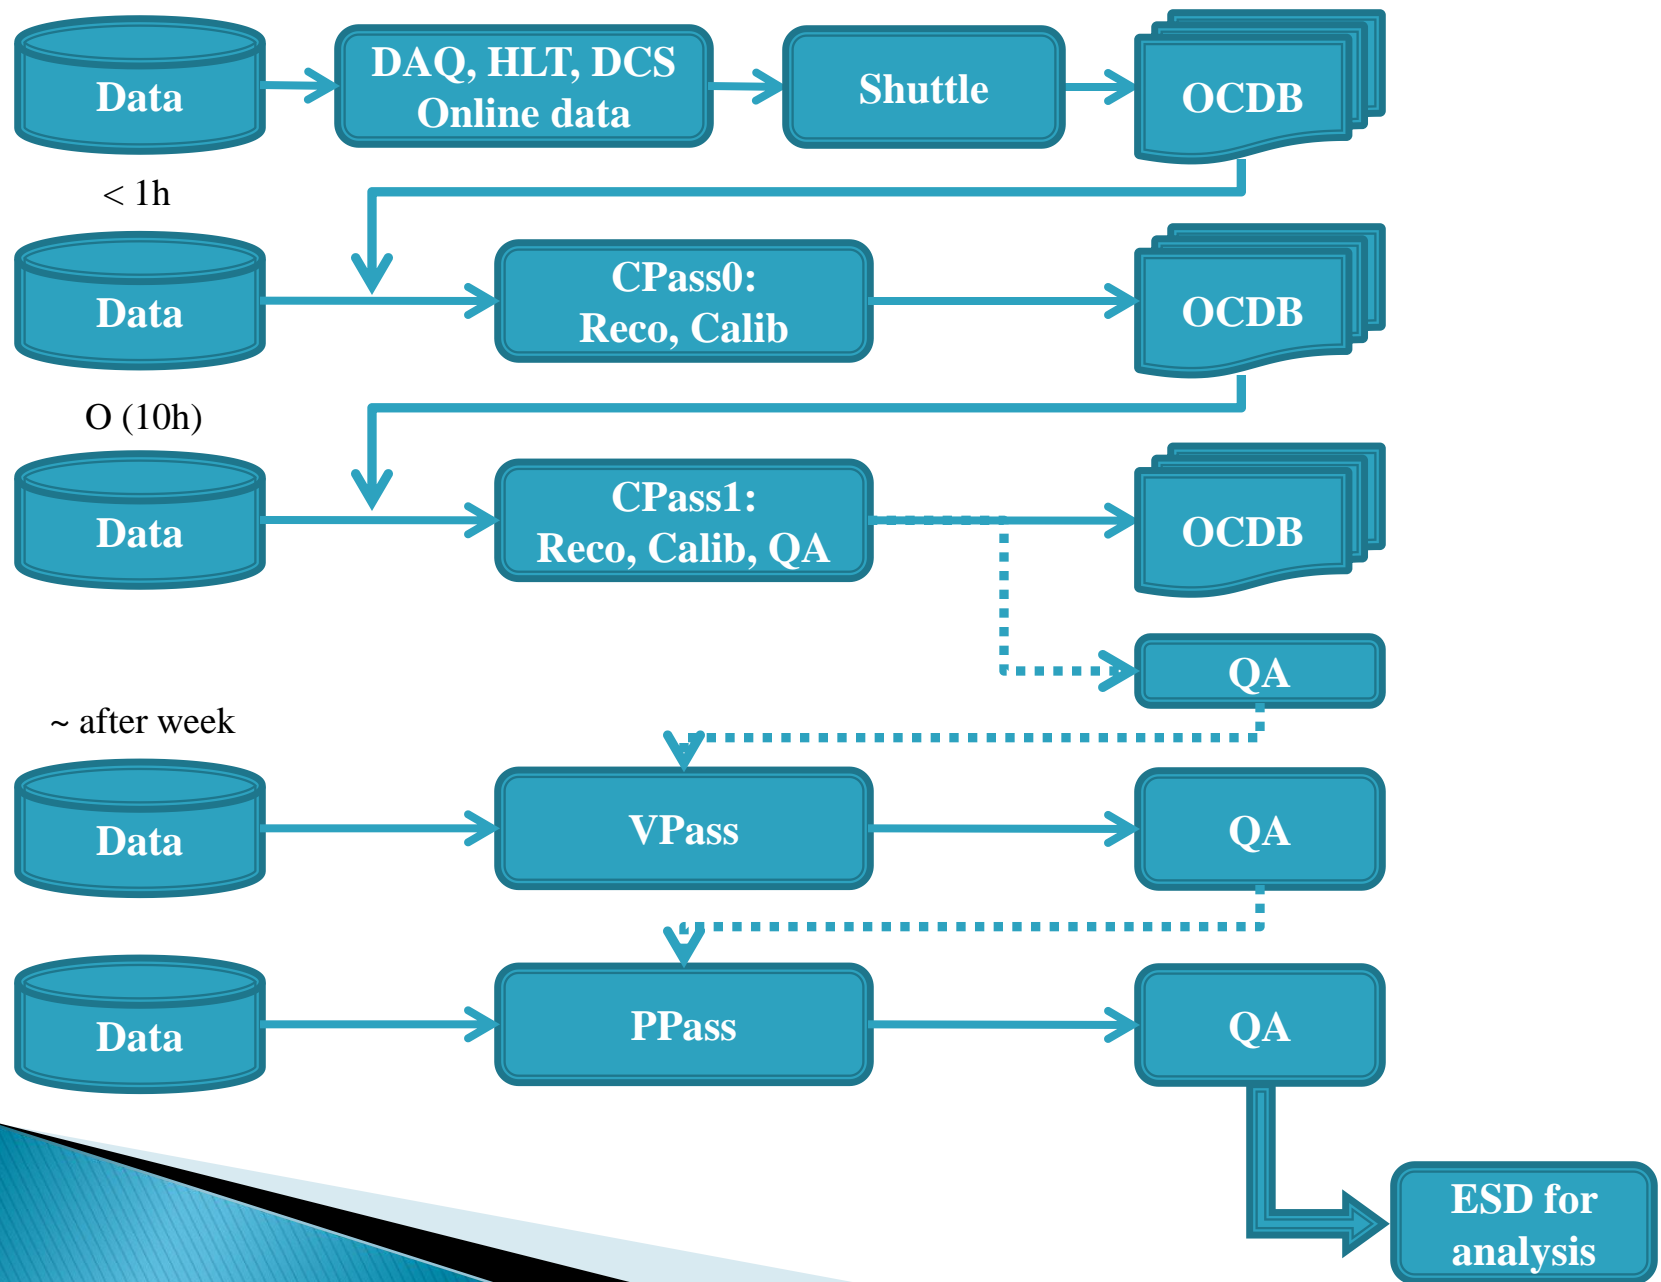 Data
DAQ, HLT, DCS
Online data
Shuttle
OCDB
< 1h
Data
CPass0:
Reco, Calib
OCDB
O (10h)
Data
CPass1:
Reco, Calib, QA
OCDB
QA
~ after week
Data
VPass
QA
Data
PPass
QA
ESD for
analysis